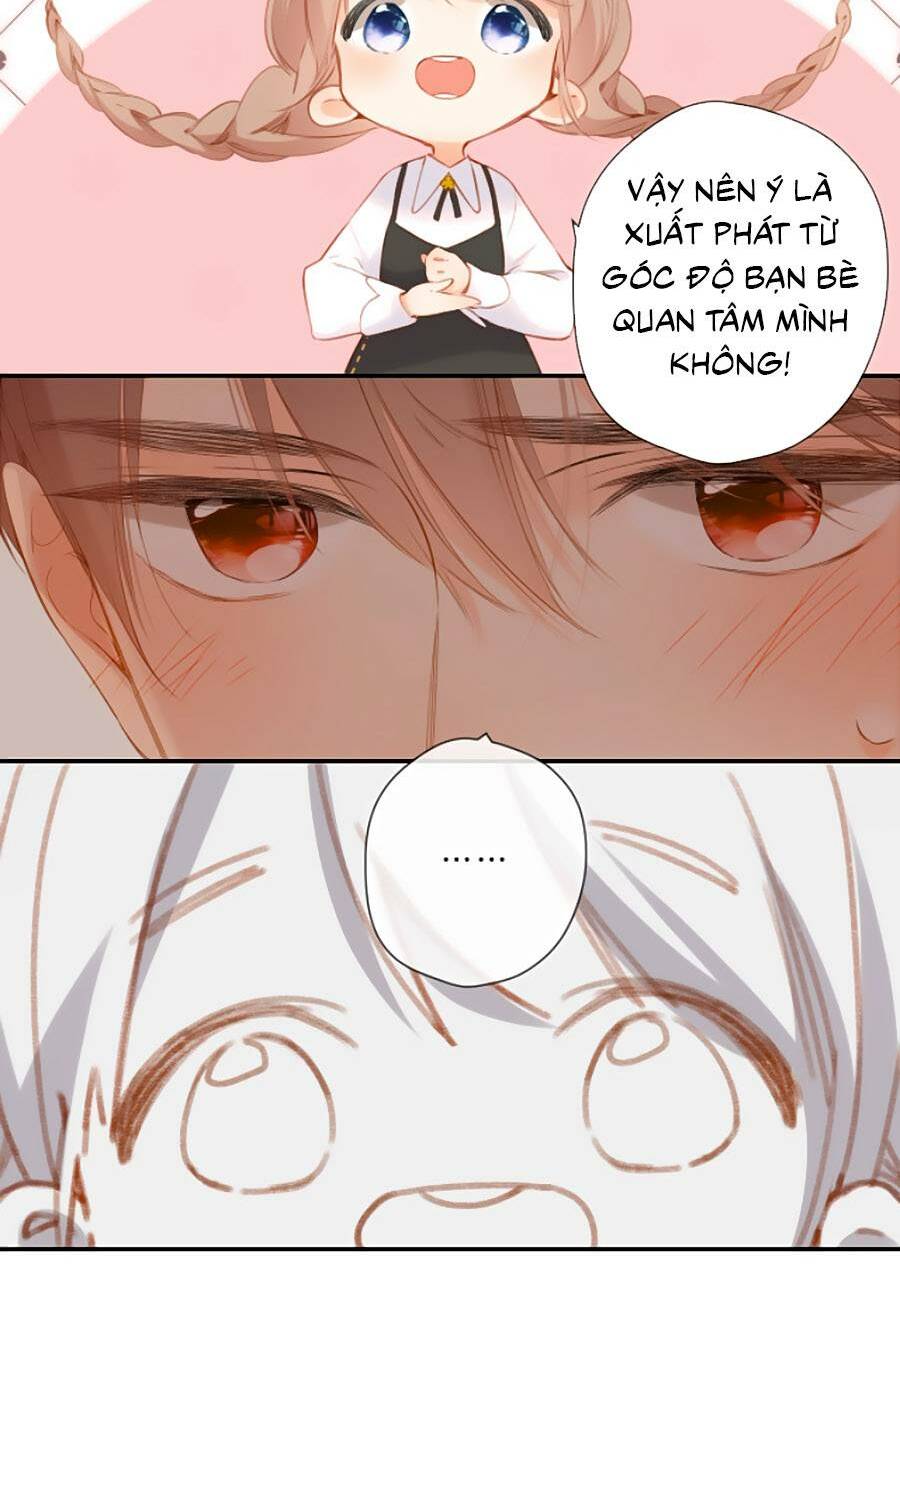 VẬY NÊN Ý LÀ
XUẤT PHÁT TỪ
GÓC ĐỘ BẠN BÈ
QUAN TÂM MÌNH
KHÔNG!
......